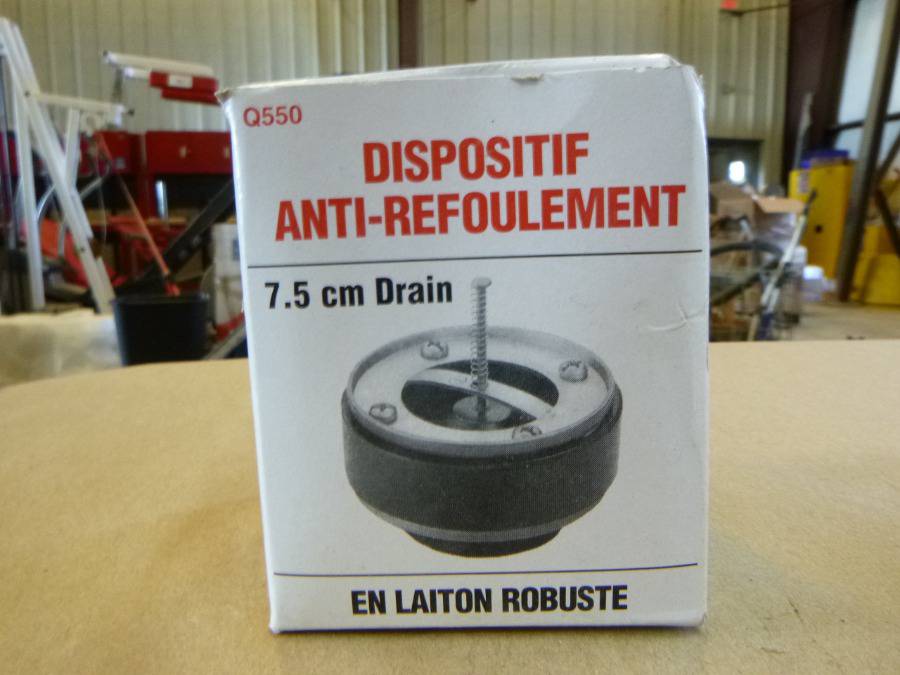 Q550
DISPOSITIF
ANTI-REFOULEMENT
7.5 cm Drain
EN LAITON ROBUSTE